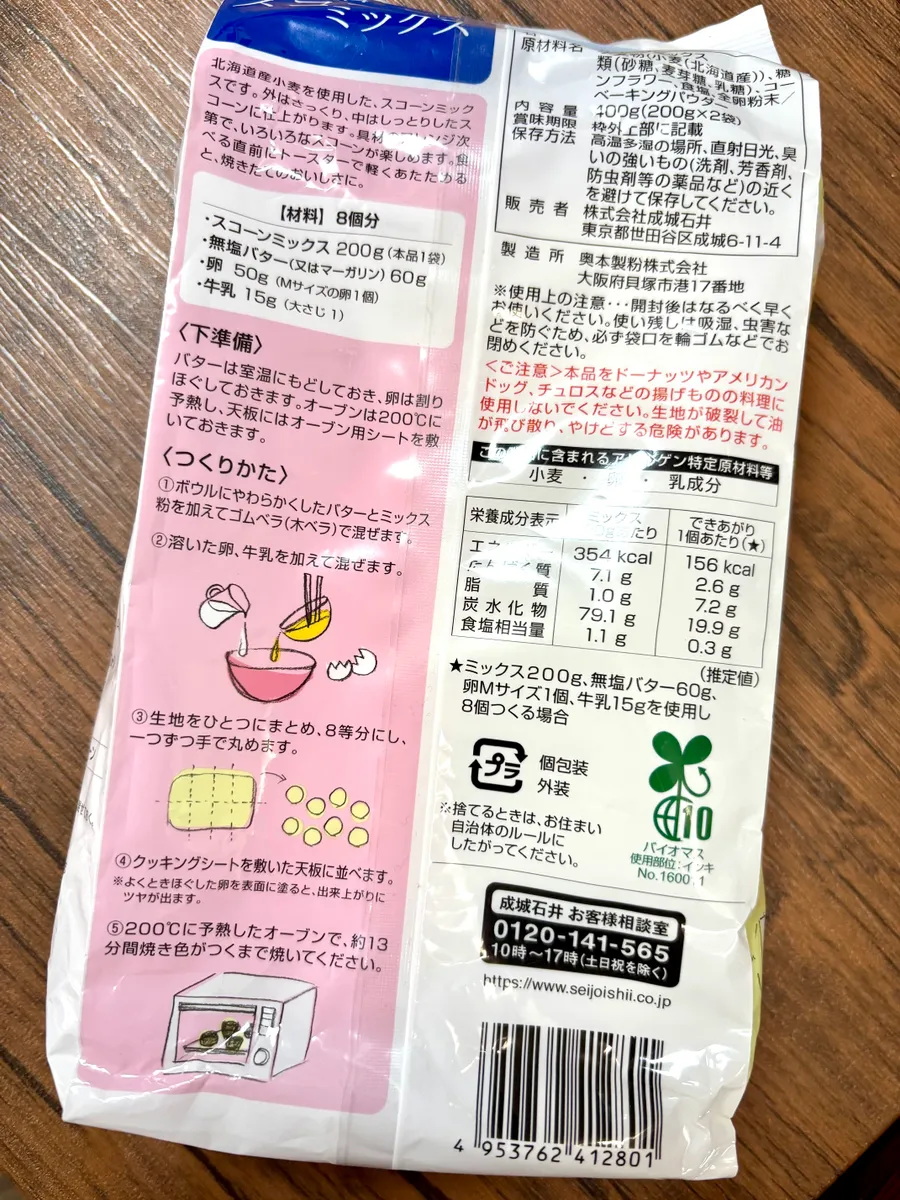 ミックス
北海道産小麦を使用した、スコーンミック
スです。外はさっくり、中はしっとりしたス
コーンに仕上がります。具材の
レンジ次
第で、いろいろなスコーンが楽しめます。食
べる直前にトースターで軽くあたためる
と、焼きたてのおいしさに。
【材料】8個分
・スコーンミックス 200g(本品1袋)
・無塩バター(又はマーガリン) 60g
・卵 50g (Mサイズの卵1個)
・牛乳 15g (大さじ1)
〈下準備〉
バターは室温にもどしておき、卵は割り
ほぐしておきます。オーブンは200℃に
予熱し、天板にはオーブン用シートを敷
いておきます。
〈つくりかた〉
①ボウルにやわらかくしたバターとミックス
粉を加えてゴムベラ(木ベラ)で混ぜます。
②溶いた卵、牛乳を加えて混ぜます。
③生地をひとつにまとめ、8等分にし、
一つずつ手で丸めます。
④クッキングシートを敷いた天板に並べます。
※よくときほぐした卵を表面に塗ると、出来上がりに
ツヤが出ます。
⑤200℃に予熱したオーブンで、約13
分間焼き色がつくまで焼いてください。
原材料名
(小麦(北海道産))、糖
類(砂糖、麦芽糖、乳糖)、コー
ンフラワー、食塩、全卵粉末/
ベーキングパウダー
内容量 400g(200g×2袋)
賞味期限 枠外上部に記載
保存方法 高温多湿の場所、直射日光、臭
いの強いもの(洗剤、芳香剤、
防虫剤等の薬品など)の近く
を避けて保存してください。
販売者 株式会社成城石井
東京都世田谷区成城6-11-4
製造所 奥本製粉株式会社
大阪府貝塚市港17番地
※使用上の注意･･･開封後はなるべく早く
お使いください。使い残しは吸湿、虫害な
どを防ぐため、必ず袋口を輪ゴムなどでお
閉めください。
<ご注意>本品をドーナッツやアメリカン
ドッグ、チュロスなどの揚げものの料理に
使用しないでください。生地が破裂して油
が飛び散り、やけどする危険があります。
に含まれるア
ゲン特定原材料等
小麦 ・
・ 乳成分
栄養成分表示 ミックス
たり できあがり
1個あたり(★)
354 kcal 156 kcal
質 7.1 g 2.6 g
脂質 1.0 g 7.2 g
炭水化物 79.1 g 19.9 g
食塩相当量 1.1 g 0.3 g
(推定値)
★ミックス200g、無塩バター60g、
卵Mサイズ1個、牛乳15gを使用し
8個つくる場合
プラ
個包装
外装
※捨てるときは、お住まい
自治体のルールに
したがってください。
10
バイオマス
使用部位:インキ
成城石井 お客様相談室
0120-141-565
10時～17時(土日祝を除く)
https://www.seijoishii.co.jp
4 953762 412801